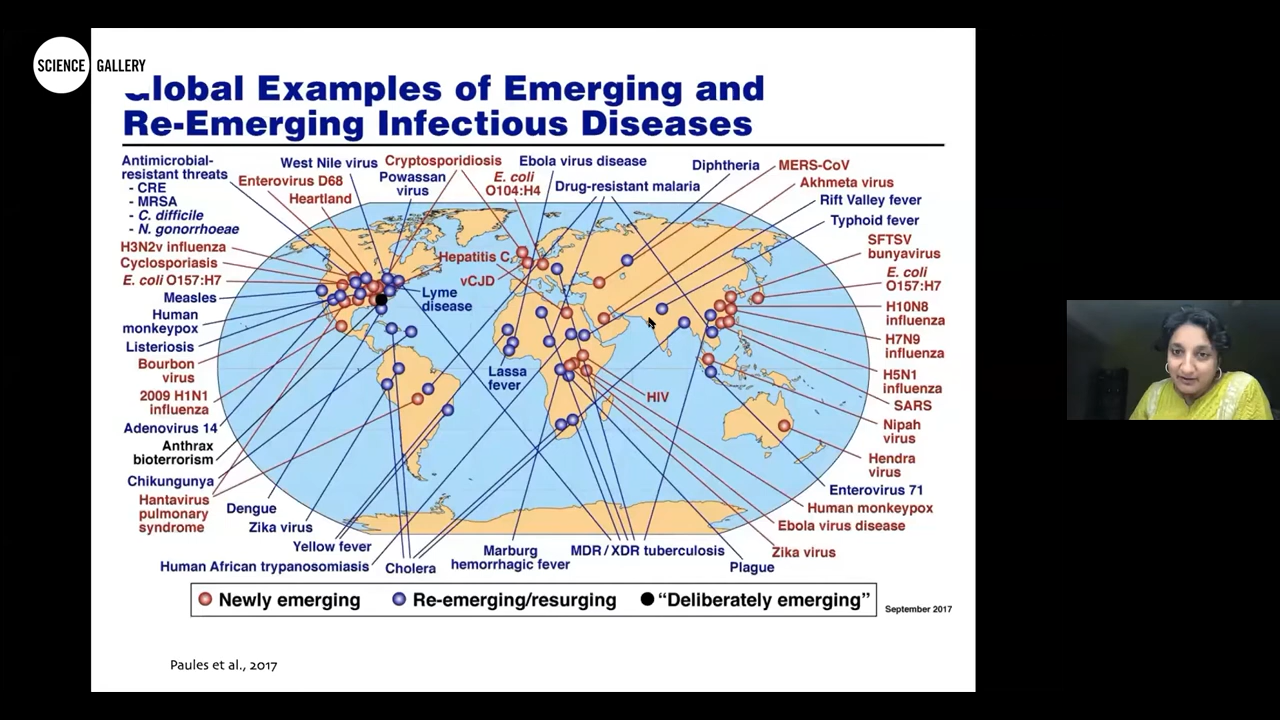 SCIENCE GALLERY
Global Examples of Emerging and
Re-Emerging Infectious Diseases
Antimicrobial-
resistant threats
- CRE
- MRSA
- C. difficile
- N. gonorrhoeae
H3N2v influenza
Cyclosporiasis
E. coli O157:H7
Measles
Human
monkeypox
Listeriosis
Bourbon
virus
2009 H1N1
influenza
Adenovirus 14
Anthrax
bioterrorism
Chikungunya
Hantavirus
pulmonary
syndrome
Dengue
Zika virus
Yellow fever
Human African trypanosomiasis
Cholera
West Nile virus
Enterovirus D68
Heartland
Cryptosporidiosis
Powassan
virus
Ebola virus disease
E. coli
O104:H4
Drug-resistant malaria
Diphtheria
MERS-CoV
Akhmeta virus
Rift Valley fever
Typhoid fever
SFTSV
bunyavirus
E. coli
O157:H7
H10N8
influenza
H7N9
influenza
H5N1
influenza
SARS
Nipah
virus
Hendra
virus
Enterovirus 71
Human monkeypox
Ebola virus disease
Zika virus
Plague
MDR/XDR tuberculosis
Marburg
hemorrhagic fever
Hepatitis C
vCJD
Lyme
disease
Lassa
fever
HIV
Newly emerging
Re-emerging/resurging
“Deliberately emerging”
September 2017
Paules et al., 2017